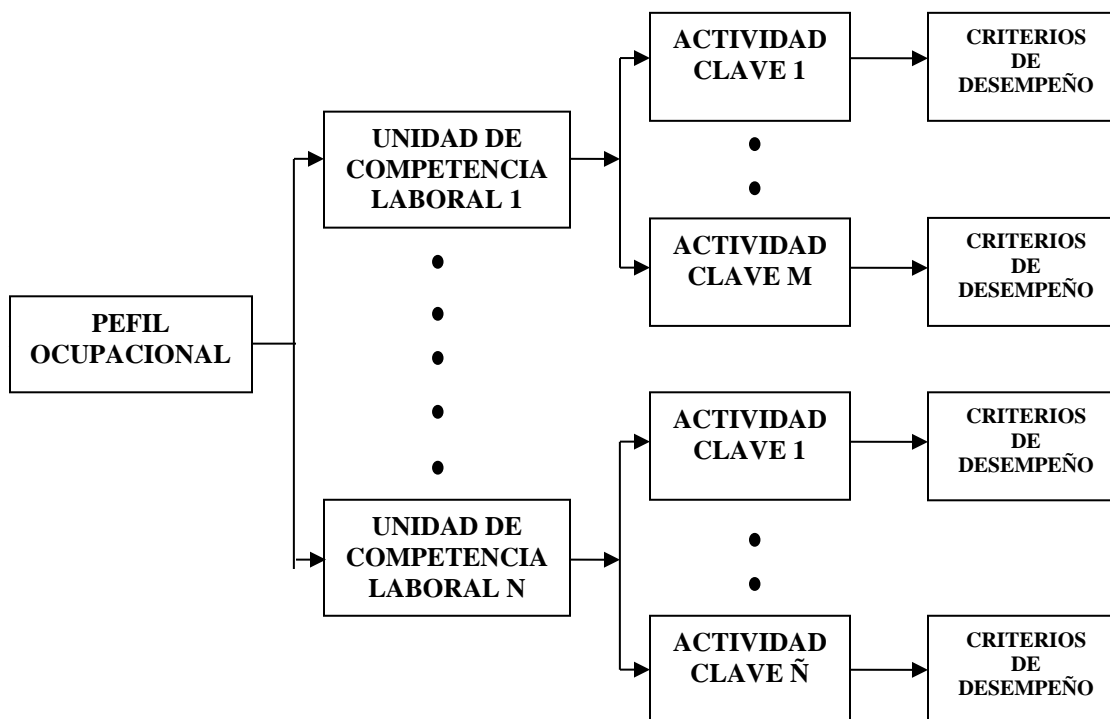 ACTIVIDAD
CLAVE 1
CRITERIOS
DE
DESEMPEÑO
UNIDAD DE
COMPETENCIA
LABORAL 1
ACTIVIDAD
CLAVE M
CRITERIOS
DE
DESEMPEÑO
PEFIL
OCUPACIONAL
ACTIVIDAD
CLAVE 1
CRITERIOS
DE
DESEMPEÑO
UNIDAD DE
COMPETENCIA
LABORAL N
ACTIVIDAD
CLAVE Ñ
CRITERIOS
DE
DESEMPEÑO